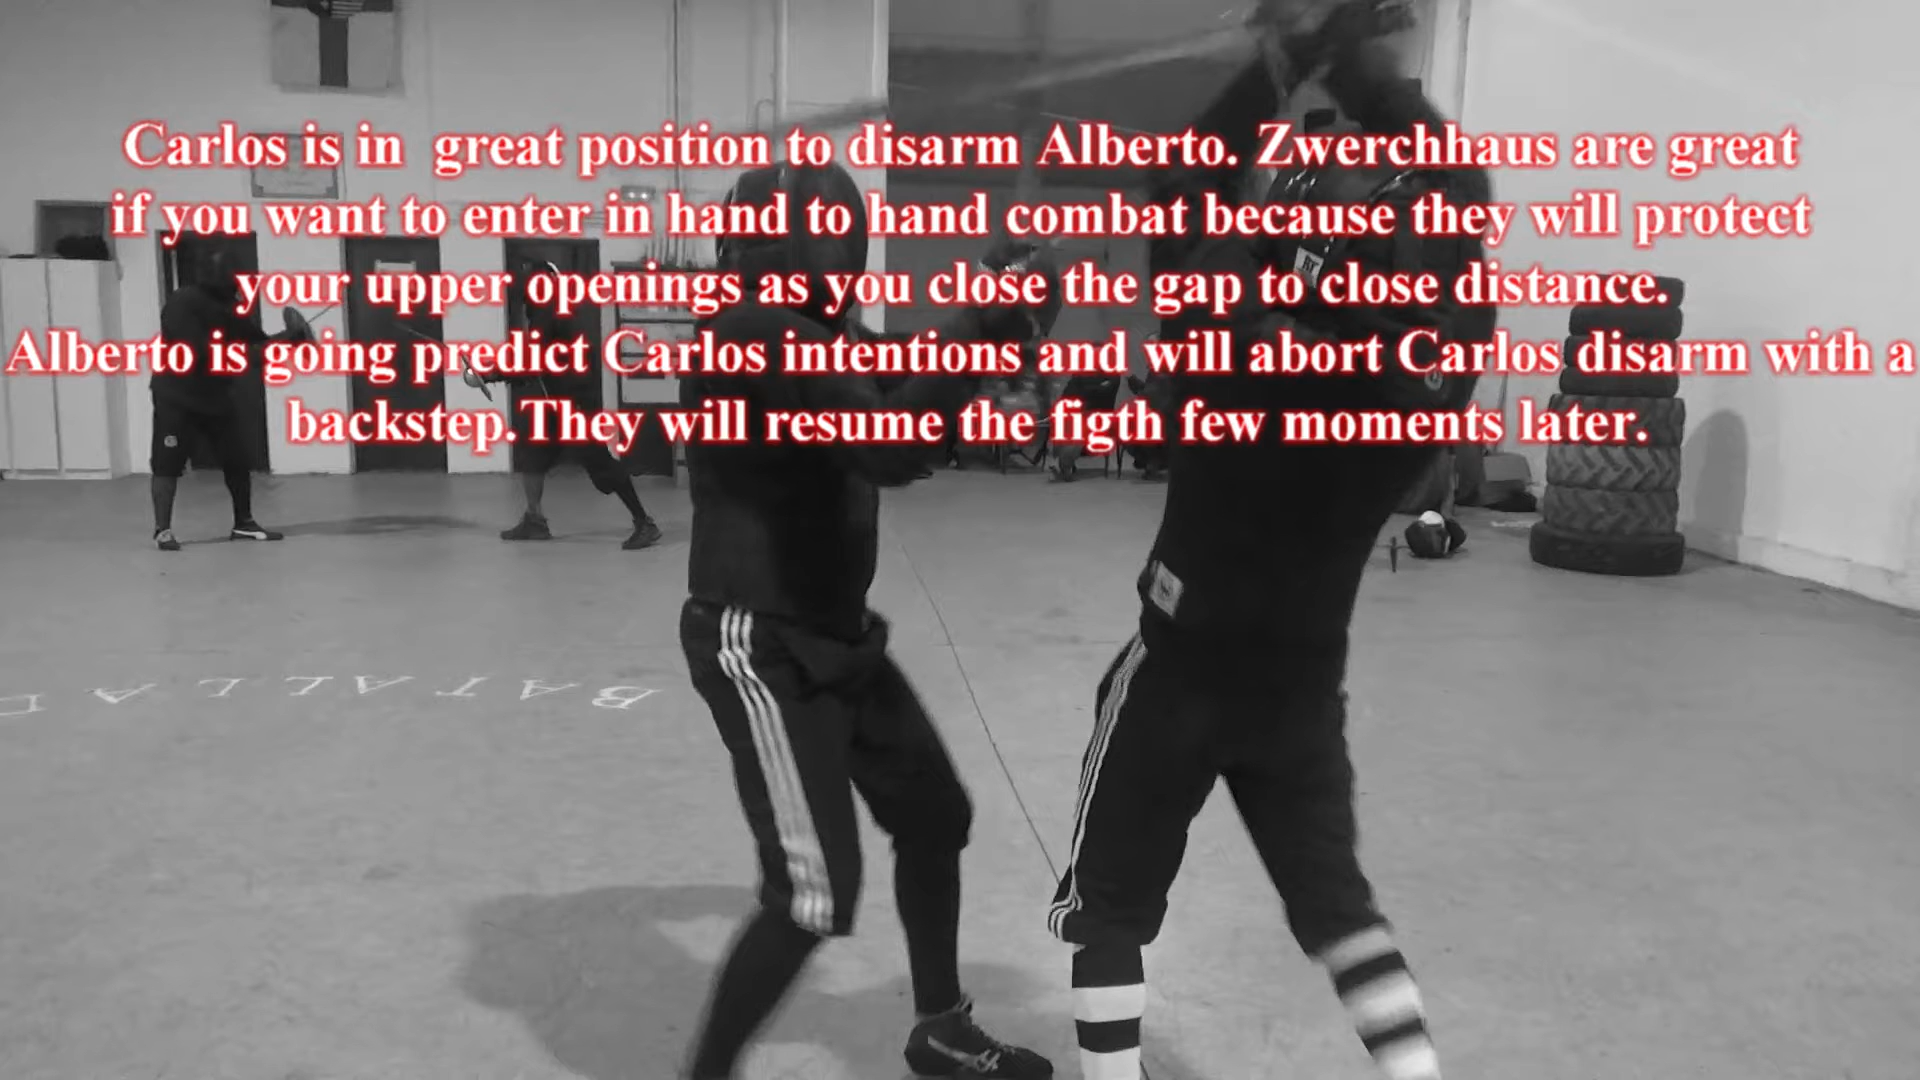 Carlos is in  great position to disarm Alberto. Zwerchhaus are great
if you want to enter in hand to hand combat because they will protect
your upper openings as you close the gap to close distance.
Alberto is going predict Carlos intentions and will abort Carlos disarm with a
backstep.They will resume the figth few moments later.
BATALLA